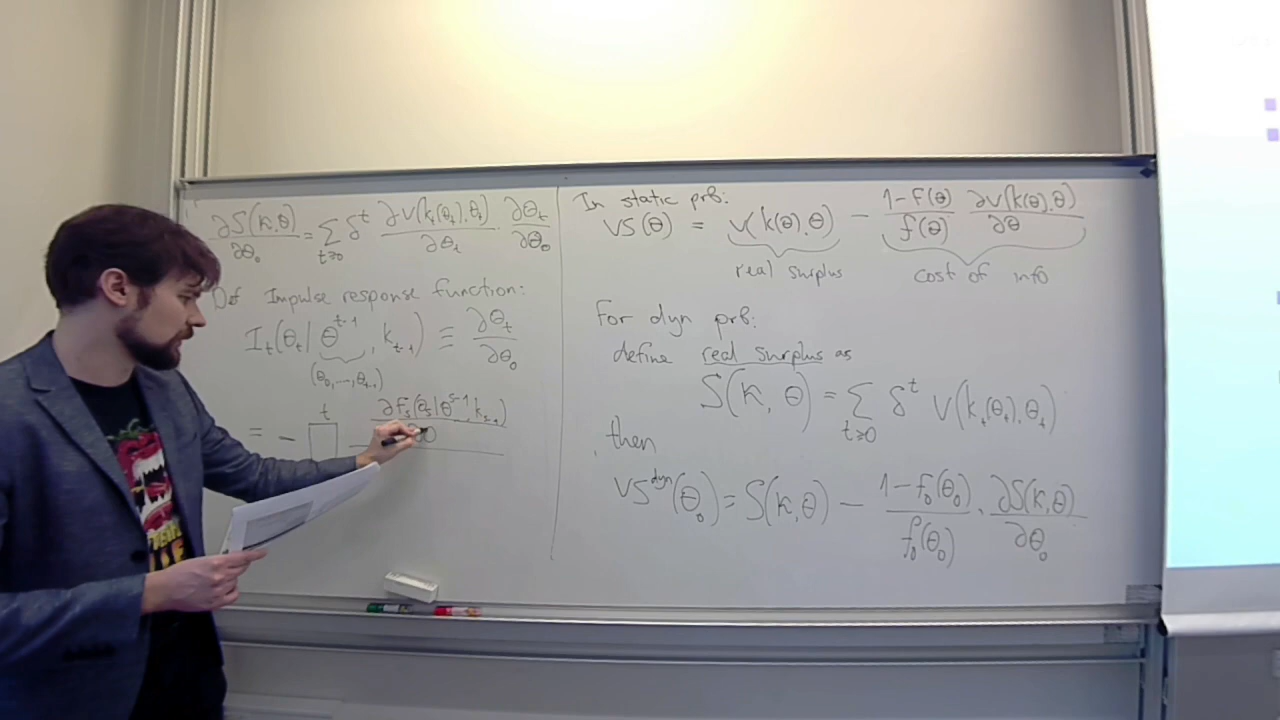 ∂S(k,θ)/∂θ₀ = Σ_{t≥0} δᵗ ∂v(k_t(θ_t),θ_t)/∂θ_t · ∂θ_t/∂θ₀
Def Impulse response function:
I_t(θ_t | θ^{t-1}, k_{t-1}) ≡ ∂θ_t/∂θ₀
(θ₀,...,θ_{t-1})
= - ∏^t ∂F_s(θ_s|θ^{s-1},k_{s-1})
In static prb:
VS(θ) = v(k(θ),θ) - 1-F(θ)/f(θ) ∂v(k(θ),θ)/∂θ
real surplus
cost of info
For dyn prb:
define real surplus as
S(k,θ) = Σ_{t≥0} δᵗ v(k_t(θ_t),θ_t)
then
VS^{dyn}(θ₀) = S(k,θ) - 1-F₀(θ₀)/f₀(θ₀) · ∂S(k,θ)/∂θ₀